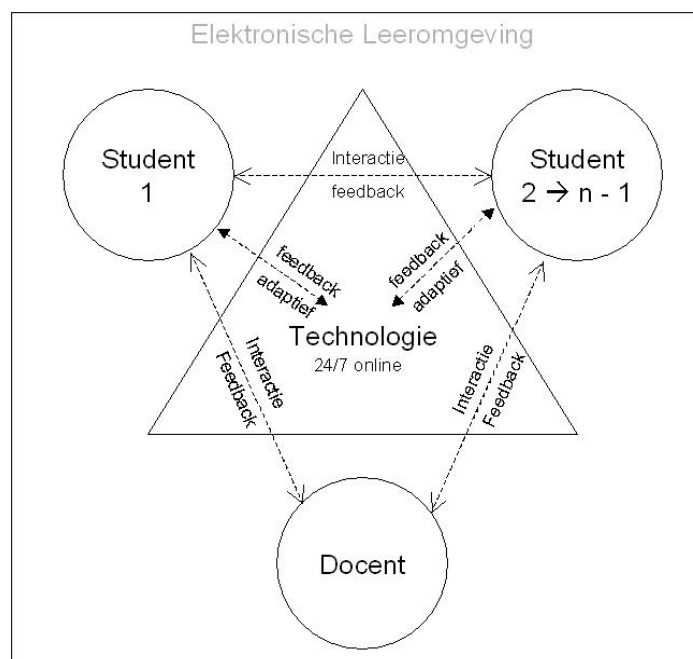 Elektronische Leeromgeving
Student
1
Interactie
feedback
Student
2 → n - 1
feedback
adaptief
feedback
adaptief
Technologie
24/7 online
Interactie
Feedback
Interactie
Feedback
Docent